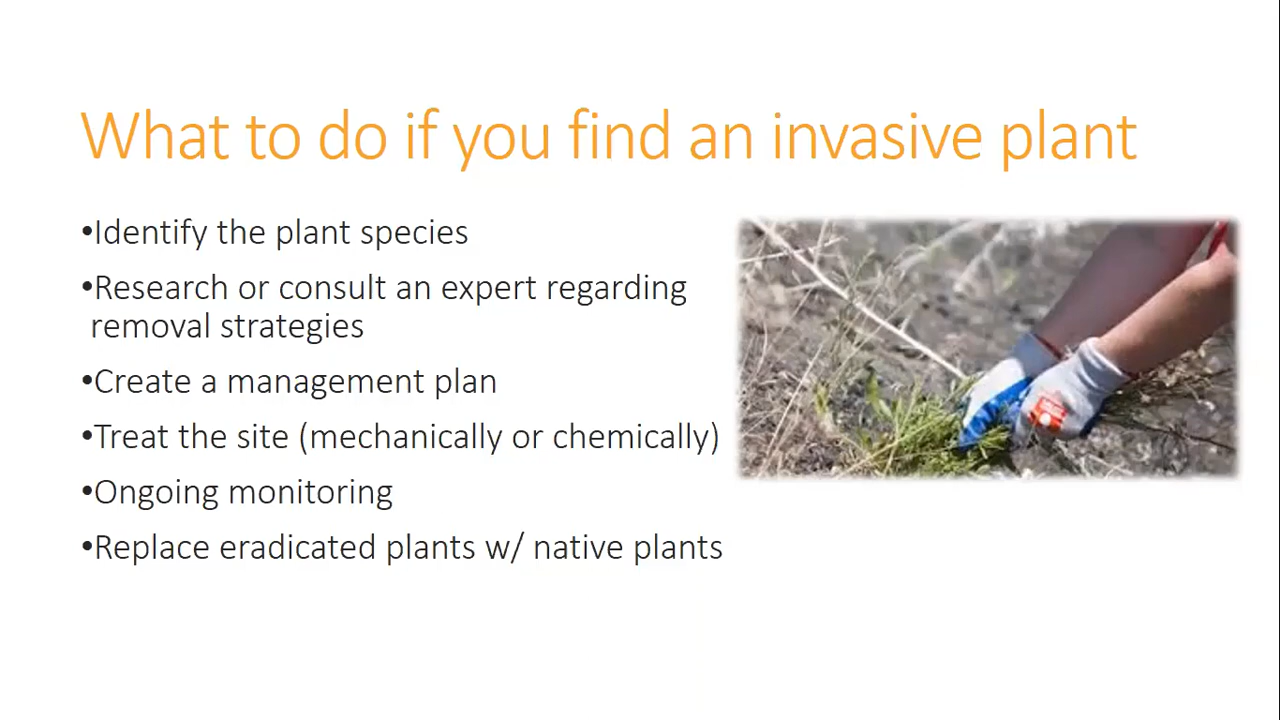 What to do if you find an invasive plant
•Identify the plant species
•Research or consult an expert regarding
removal strategies
•Create a management plan
•Treat the site (mechanically or chemically)
•Ongoing monitoring
•Replace eradicated plants w/ native plants